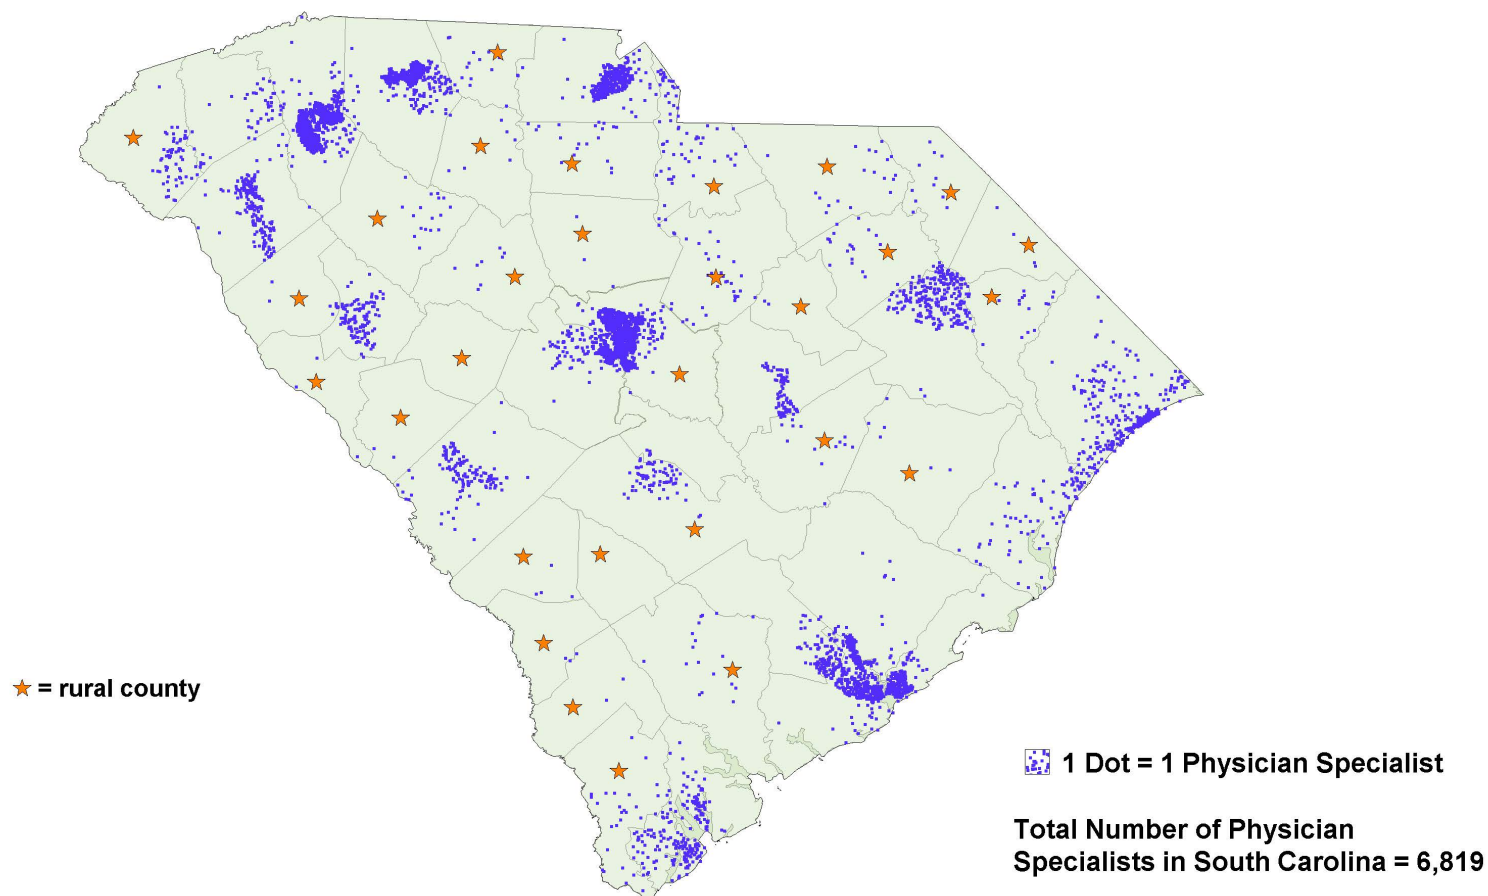 = rural county
1 Dot = 1 Physician Specialist
Total Number of Physician
Specialists in South Carolina = 6,819